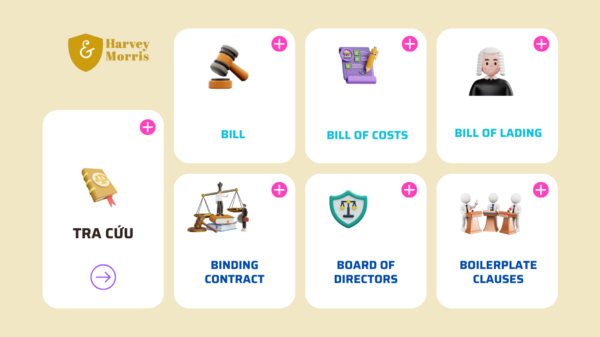 &
Harvey
Morris
TRA CỨU
BILL
BILL OF COSTS
BILL OF LADING
BINDING
CONTRACT
BOARD OF
DIRECTORS
BOILERPLATE
CLAUSES